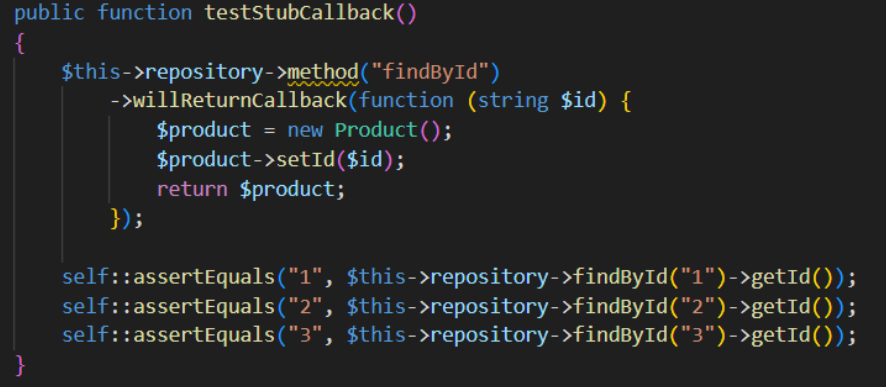 public function testStubCallback()
{
    $this->repository->method("findById")
        ->willReturnCallback(function (string $id) {
            $product = new Product();
            $product->setId($id);
            return $product;
        });

    self::assertEquals("1", $this->repository->findById("1")->getId());
    self::assertEquals("2", $this->repository->findById("2")->getId());
    self::assertEquals("3", $this->repository->findById("3")->getId());
}